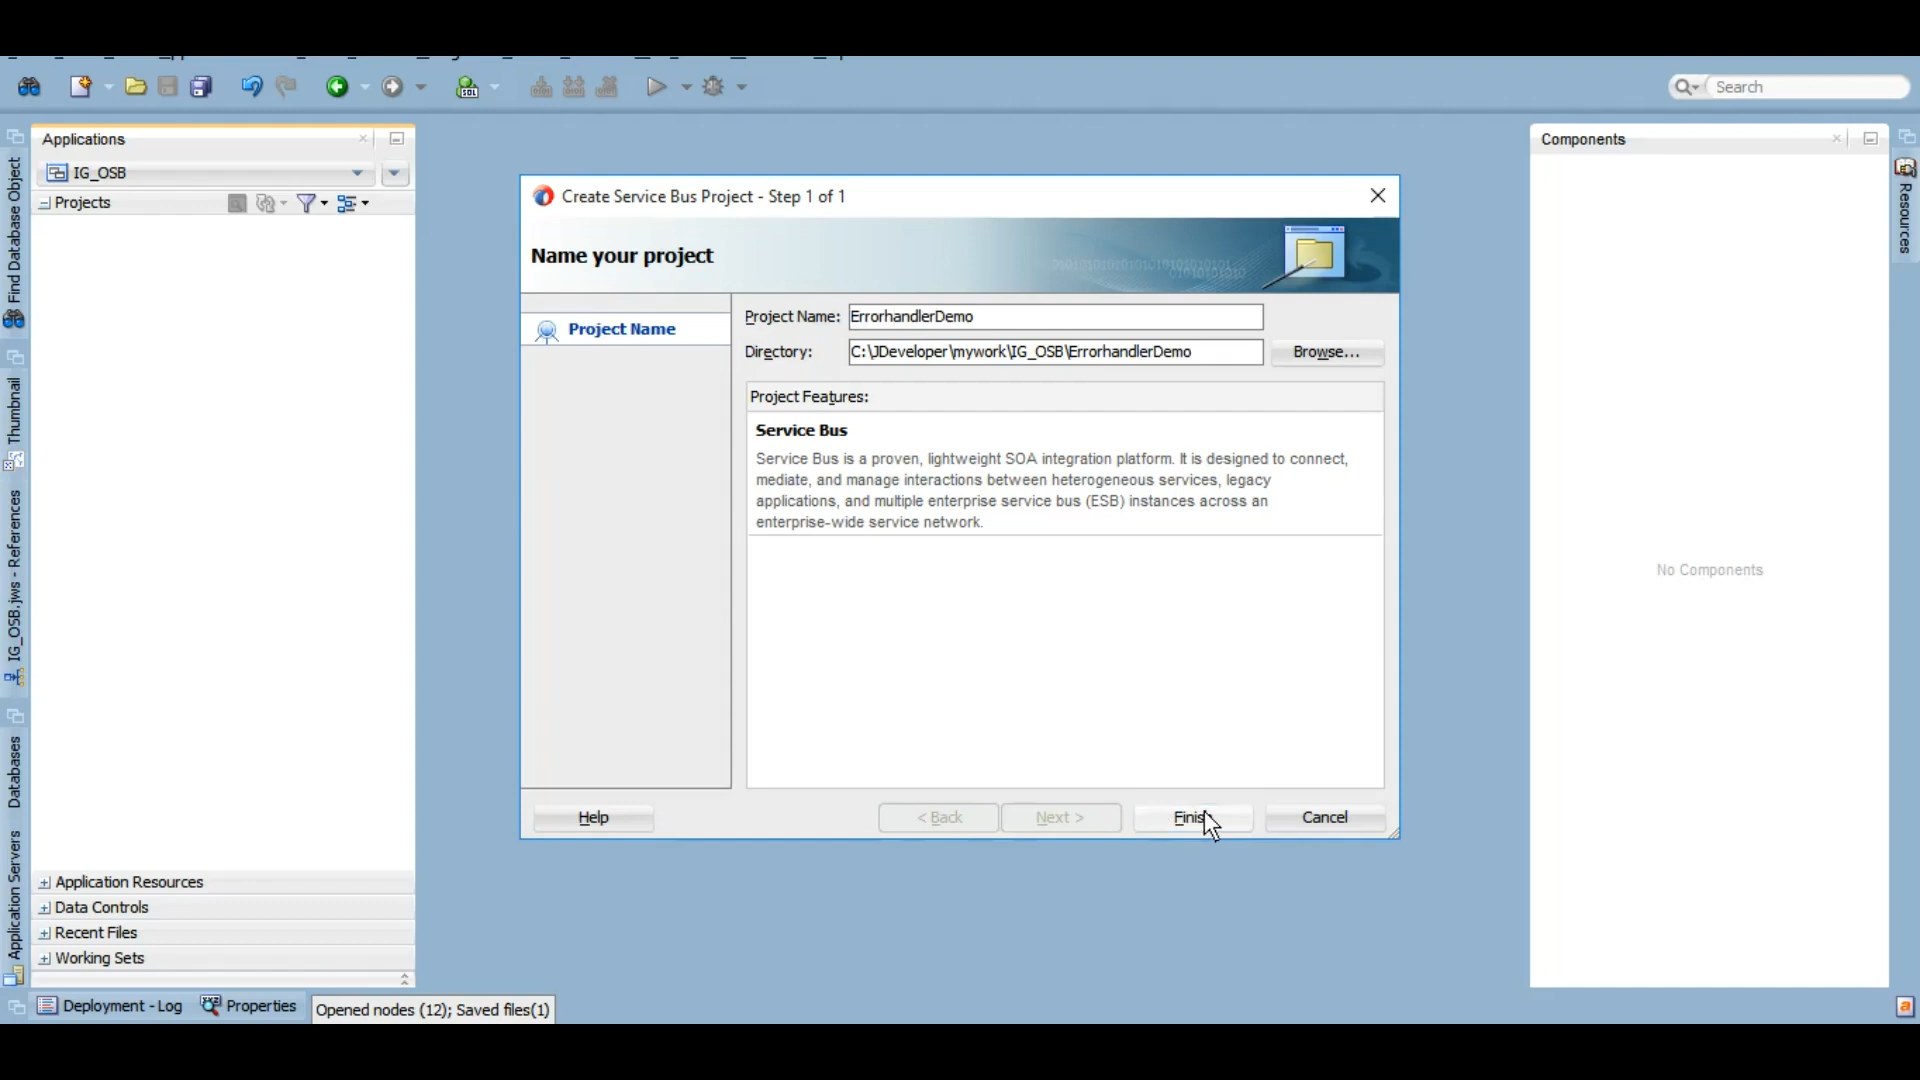 Search
Applications
IG_OSB
Projects
Find Database Object
Thumbnail
IG_OSB.jws - References
Databases
Application Servers
Create Service Bus Project - Step 1 of 1
Name your project
Project Name
Project Name: ErrorhandlerDemo
Directory: C:\JDeveloper\mywork\IG_OSB\ErrorhandlerDemo Browse...
Project Features:
Service Bus
Service Bus is a proven, lightweight SOA integration platform. It is designed to connect,
mediate, and manage interactions between heterogeneous services, legacy
applications, and multiple enterprise service bus (ESB) instances across an
enterprise-wide service network.
Help < Back Next > Cancel
Components
No Components
Resources
Application Resources
Data Controls
Recent Files
Working Sets
Deployment - Log Properties Opened nodes (12); Saved files(1)